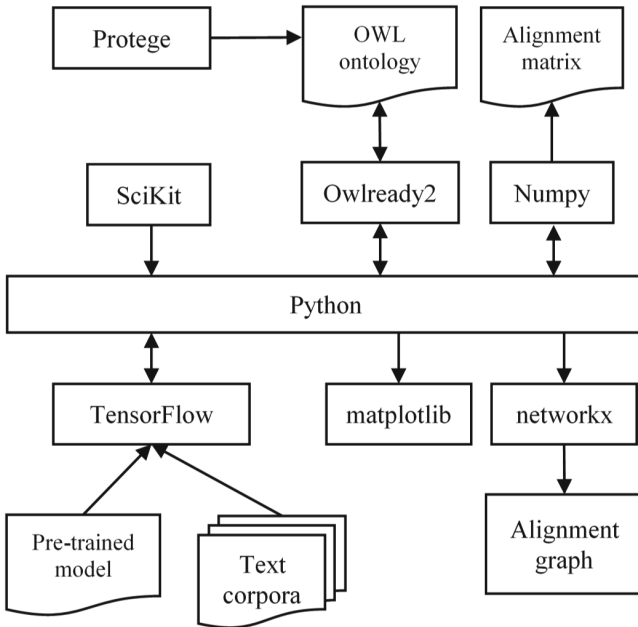 Protege
OWL
ontology
Alignment
matrix
SciKit
Owlready2
Numpy
Python
TensorFlow
matplotlib
networkx
Pre-trained
model
Text
corpora
Alignment
graph